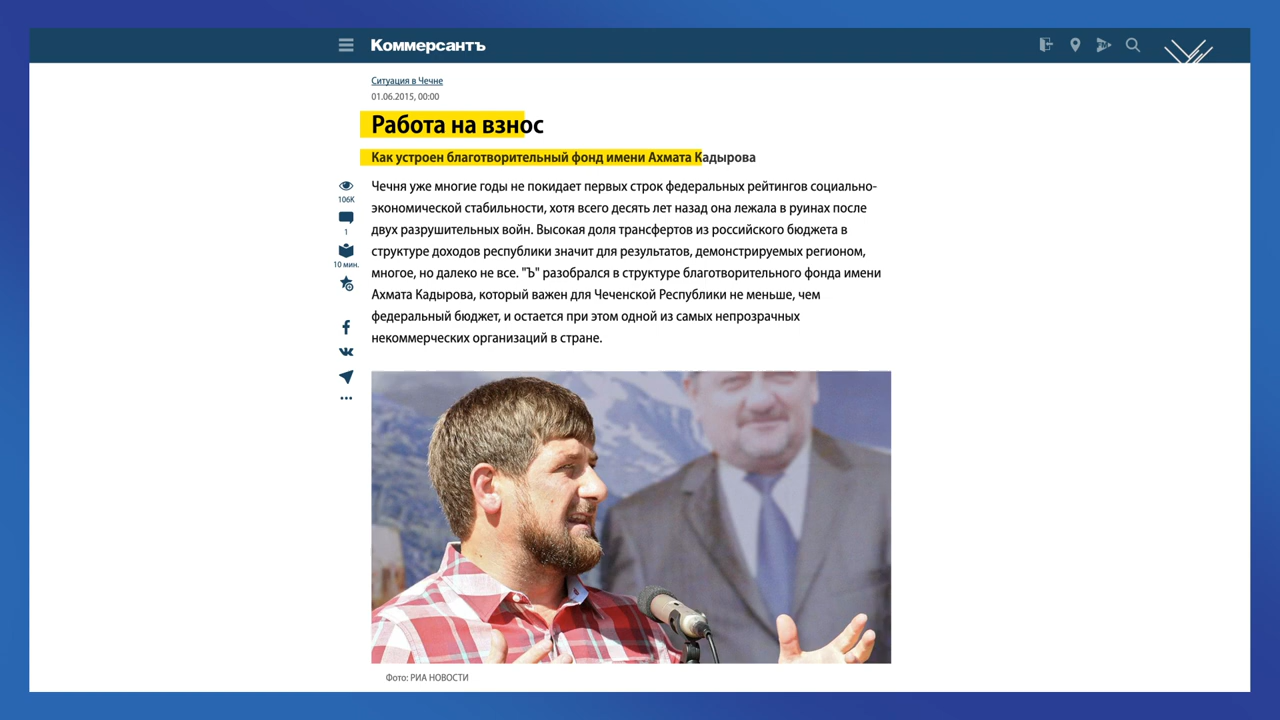 Коммерсантъ
Ситуация в Чечне
01.06.2015, 00:00
Работа на взнос
Как устроен благотворительный фонд имени Ахмата Кадырова
106K
1
10 мин.
Чечня уже многие годы не покидает первых строк федеральных рейтингов социально-
экономической стабильности, хотя всего десять лет назад она лежала в руинах после
двух разрушительных войн. Высокая доля трансфертов из российского бюджета в
структуре доходов республики значит для результатов, демонстрируемых регионом,
многое, но далеко не все. "Ъ" разобрался в структуре благотворительного фонда имени
Ахмата Кадырова, который важен для Чеченской Республики не меньше, чем
федеральный бюджет, и остается при этом одной из самых непрозрачных
некоммерческих организаций в стране.
Фото: РИА НОВОСТИ